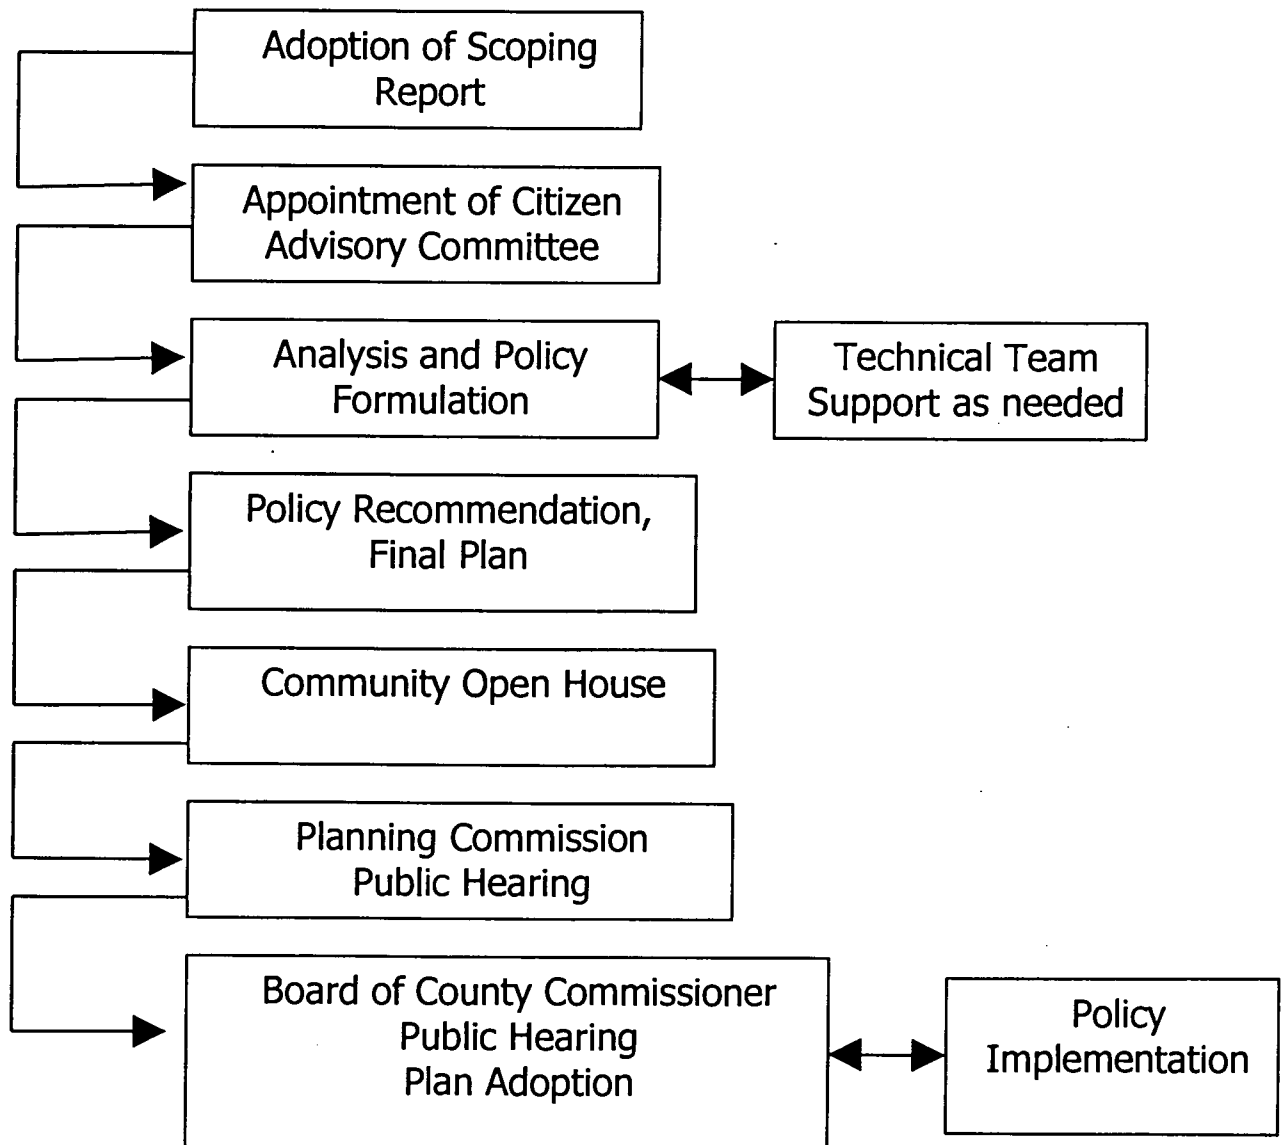 Adoption of Scoping
Report
Appointment of Citizen
Advisory Committee
Analysis and Policy
Formulation
Technical Team
Support as needed
Policy Recommendation,
Final Plan
Community Open House
Planning Commission
Public Hearing
Board of County Commissioner
Public Hearing
Plan Adoption
Policy
Implementation